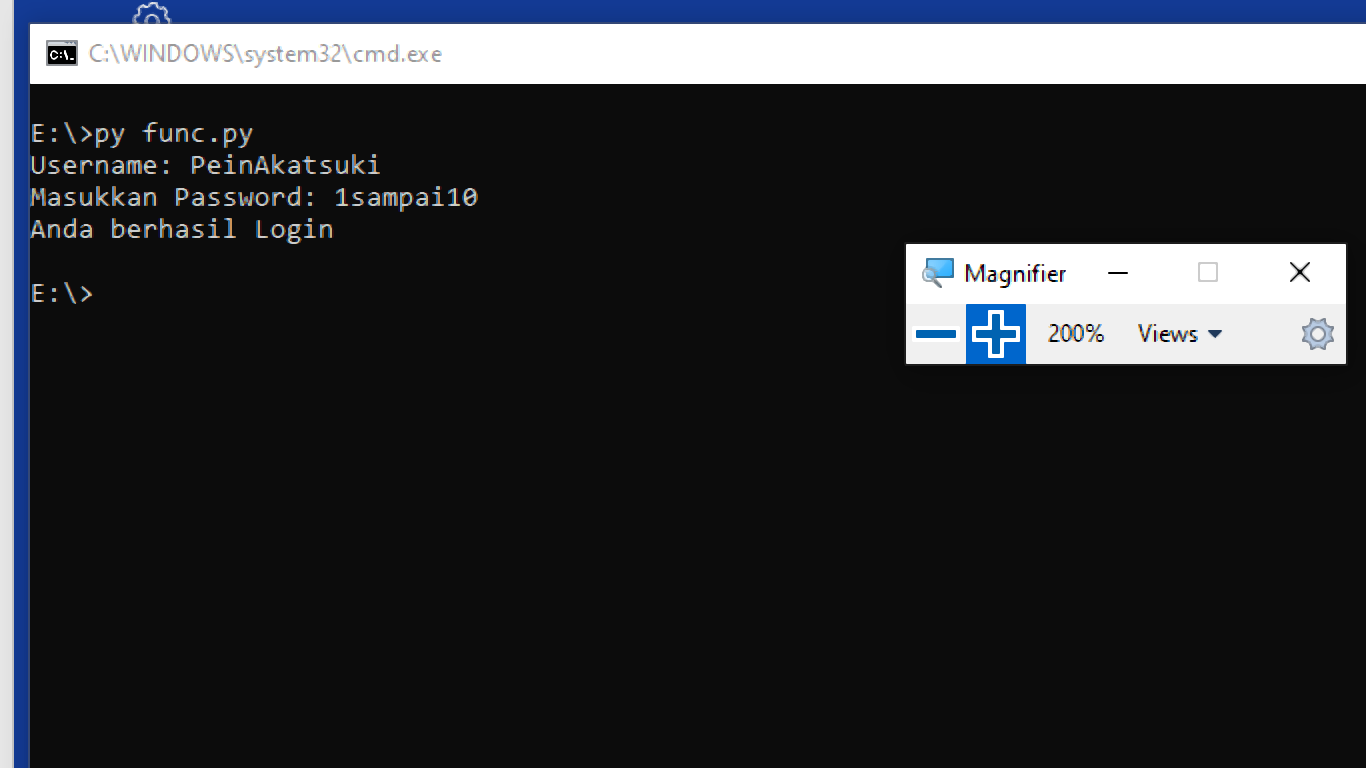 C:\WINDOWS\system32\cmd.exe
E:\>py func.py
Username: PeinAkatsuki
Masukkan Password: 1sampai10
Anda berhasil Login
E:\>
Magnifier
200% Views